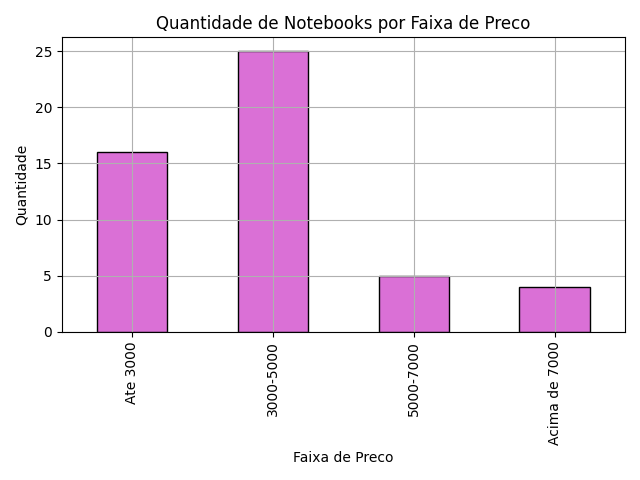 Quantidade de Notebooks por Faixa de Preco
Quantidade
25
20
15
10
5
0
Ate 3000
3000-5000
5000-7000
Acima de 7000
Faixa de Preco